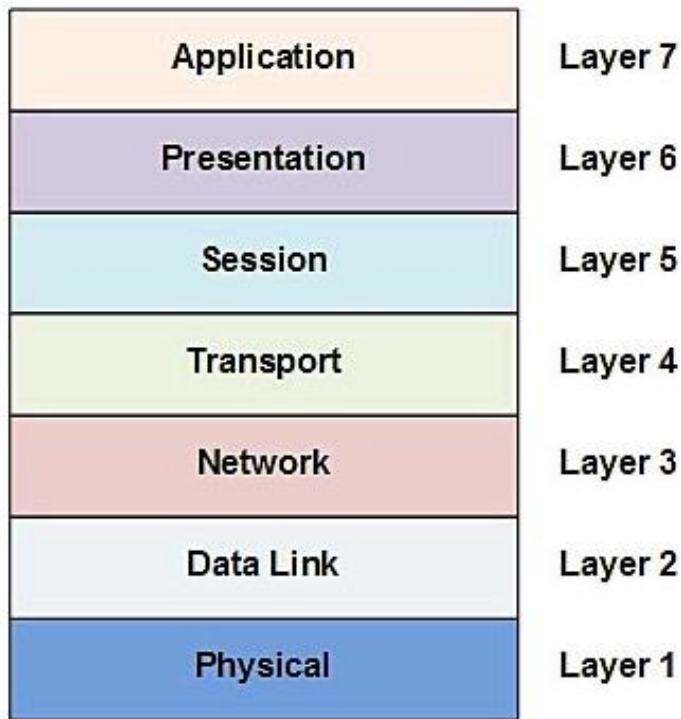 Application Layer 7
Presentation Layer 6
Session Layer 5
Transport Layer 4
Network Layer 3
Data Link Layer 2
Physical Layer 1